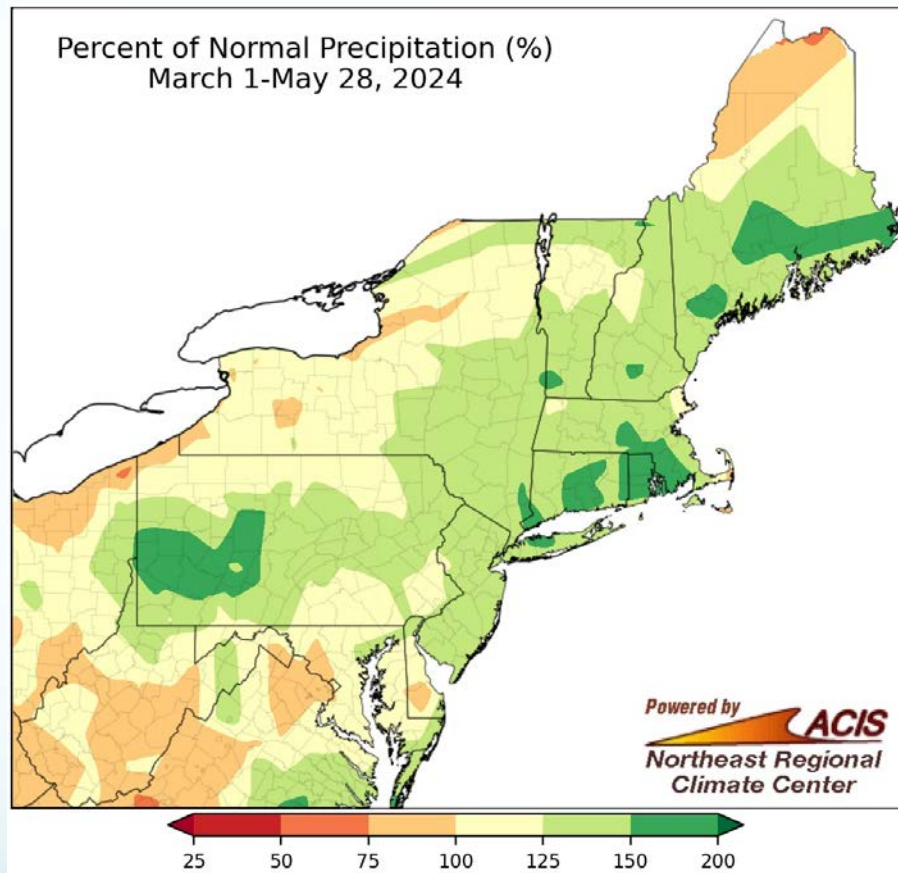 Percent of Normal Precipitation (%)
March 1-May 28, 2024
Powered by
ACIS
Northeast Regional
Climate Center
25 50 75 100 125 150 200